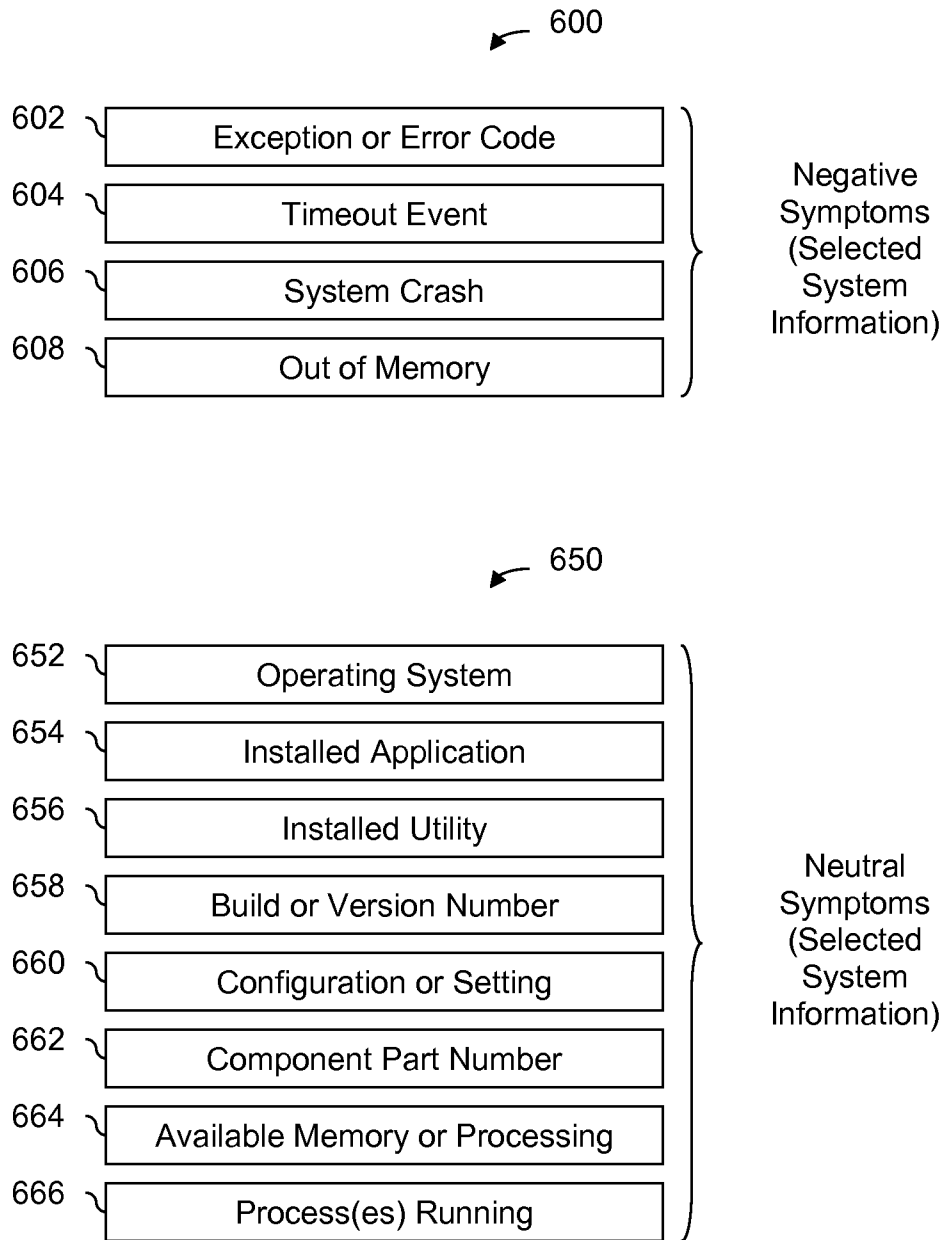 600
602 Exception or Error Code
604 Timeout Event
606 System Crash
608 Out of Memory
Negative
Symptoms
(Selected
System
Information)
650
652 Operating System
654 Installed Application
656 Installed Utility
658 Build or Version Number
660 Configuration or Setting
662 Component Part Number
664 Available Memory or Processing
666 Process(es) Running
Neutral
Symptoms
(Selected
System
Information)